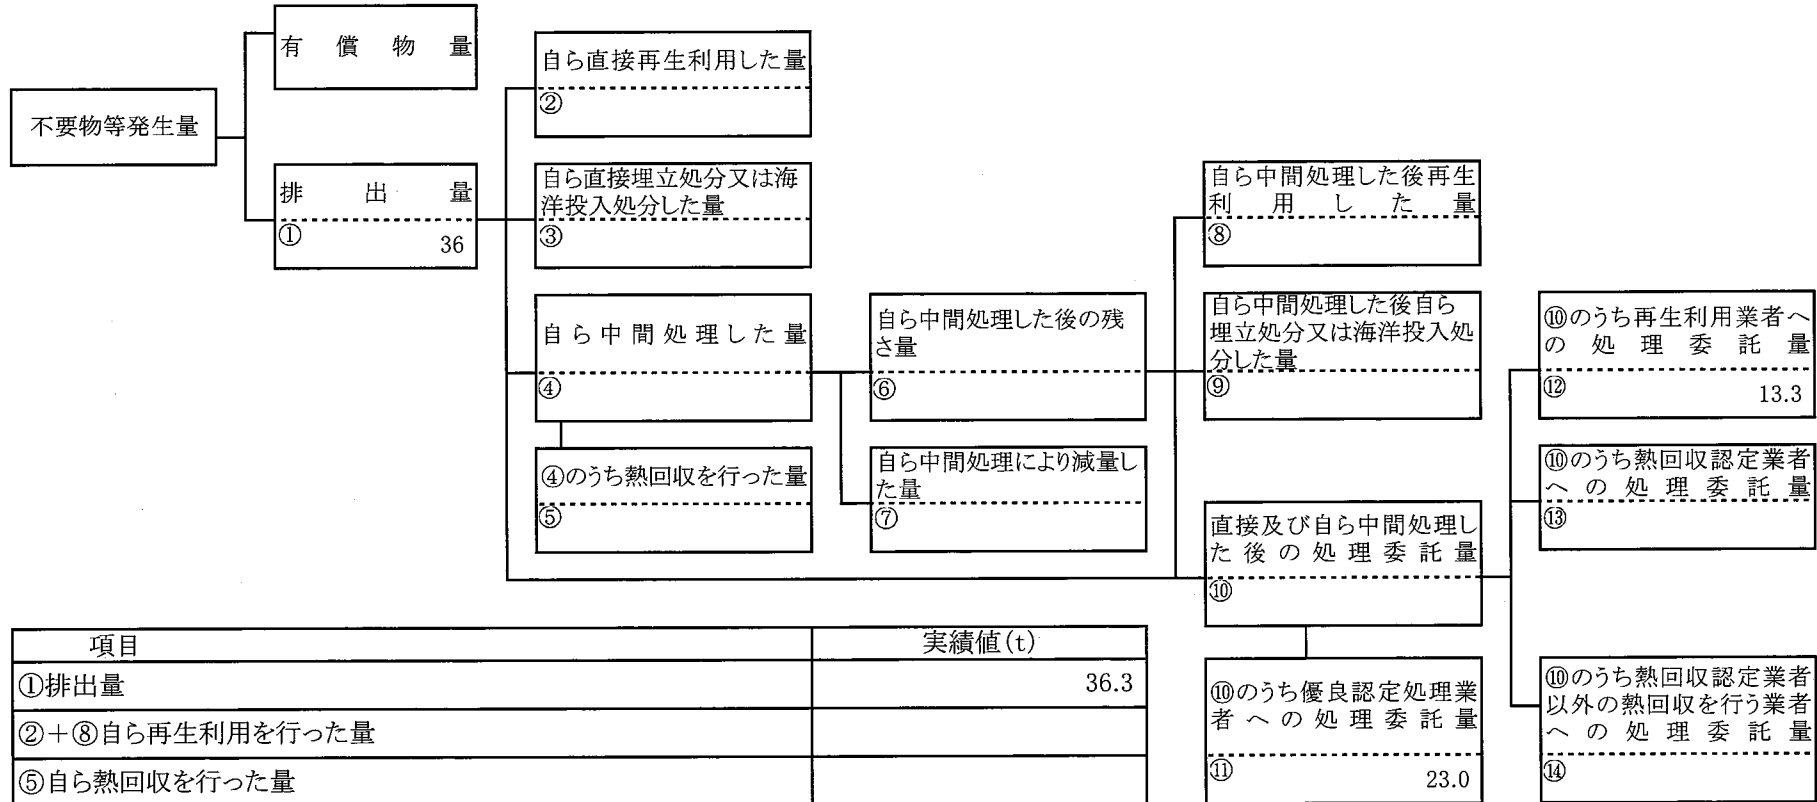 有償物量
不要物等発生量
排出量
①
36
自ら直接再生利用した量
②
自ら直接埋立処分又は海
洋投入処分した量
③
自ら中間処理した量
④
④のうち熱回収を行った量
⑤
自ら中間処理した後の残
さ量
⑥
自ら中間処理により減量し
た量
⑦
自ら中間処理した後再生
利用した量
⑧
自ら中間処理した後自ら
埋立処分又は海洋投入処
分した量
⑨
直接及び自ら中間処理し
た後の処理委託量
⑩
⑩のうち優良認定処理業
者への処理委託量
⑪
23.0
⑩のうち再生利用業者へ
の処理委託量
⑫
13.3
⑩のうち熱回収認定業者
への処理委託量
⑬
⑩のうち熱回収認定業者
以外の熱回収を行う業者
への処理委託量
⑭
項目 実績値(t)
①排出量 36.3
②+⑧自ら再生利用を行った量
⑤自ら熱回収を行った量